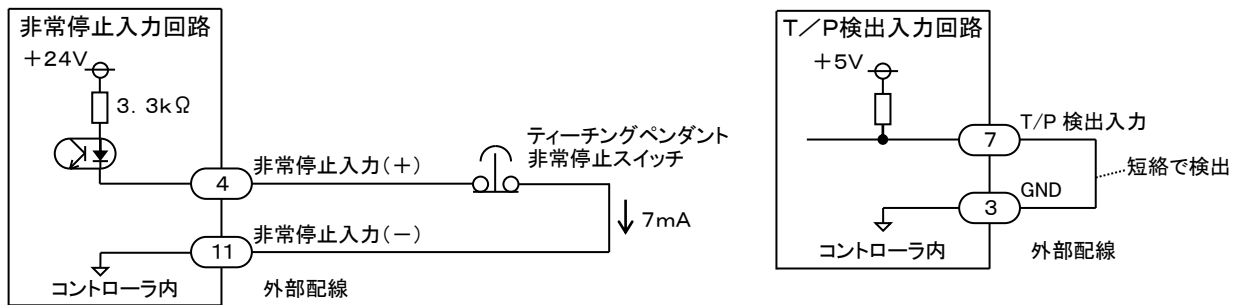 非常停止入力回路
+24V
3.3kΩ
4
非常停止入力(+)
ティーチングペンダント
非常停止スイッチ
7mA
11
非常停止入力(-)
コントローラ内
外部配線
T/P検出入力回路
+5V
7
T/P 検出入力
短絡で検出
3
GND
コントローラ内
外部配線